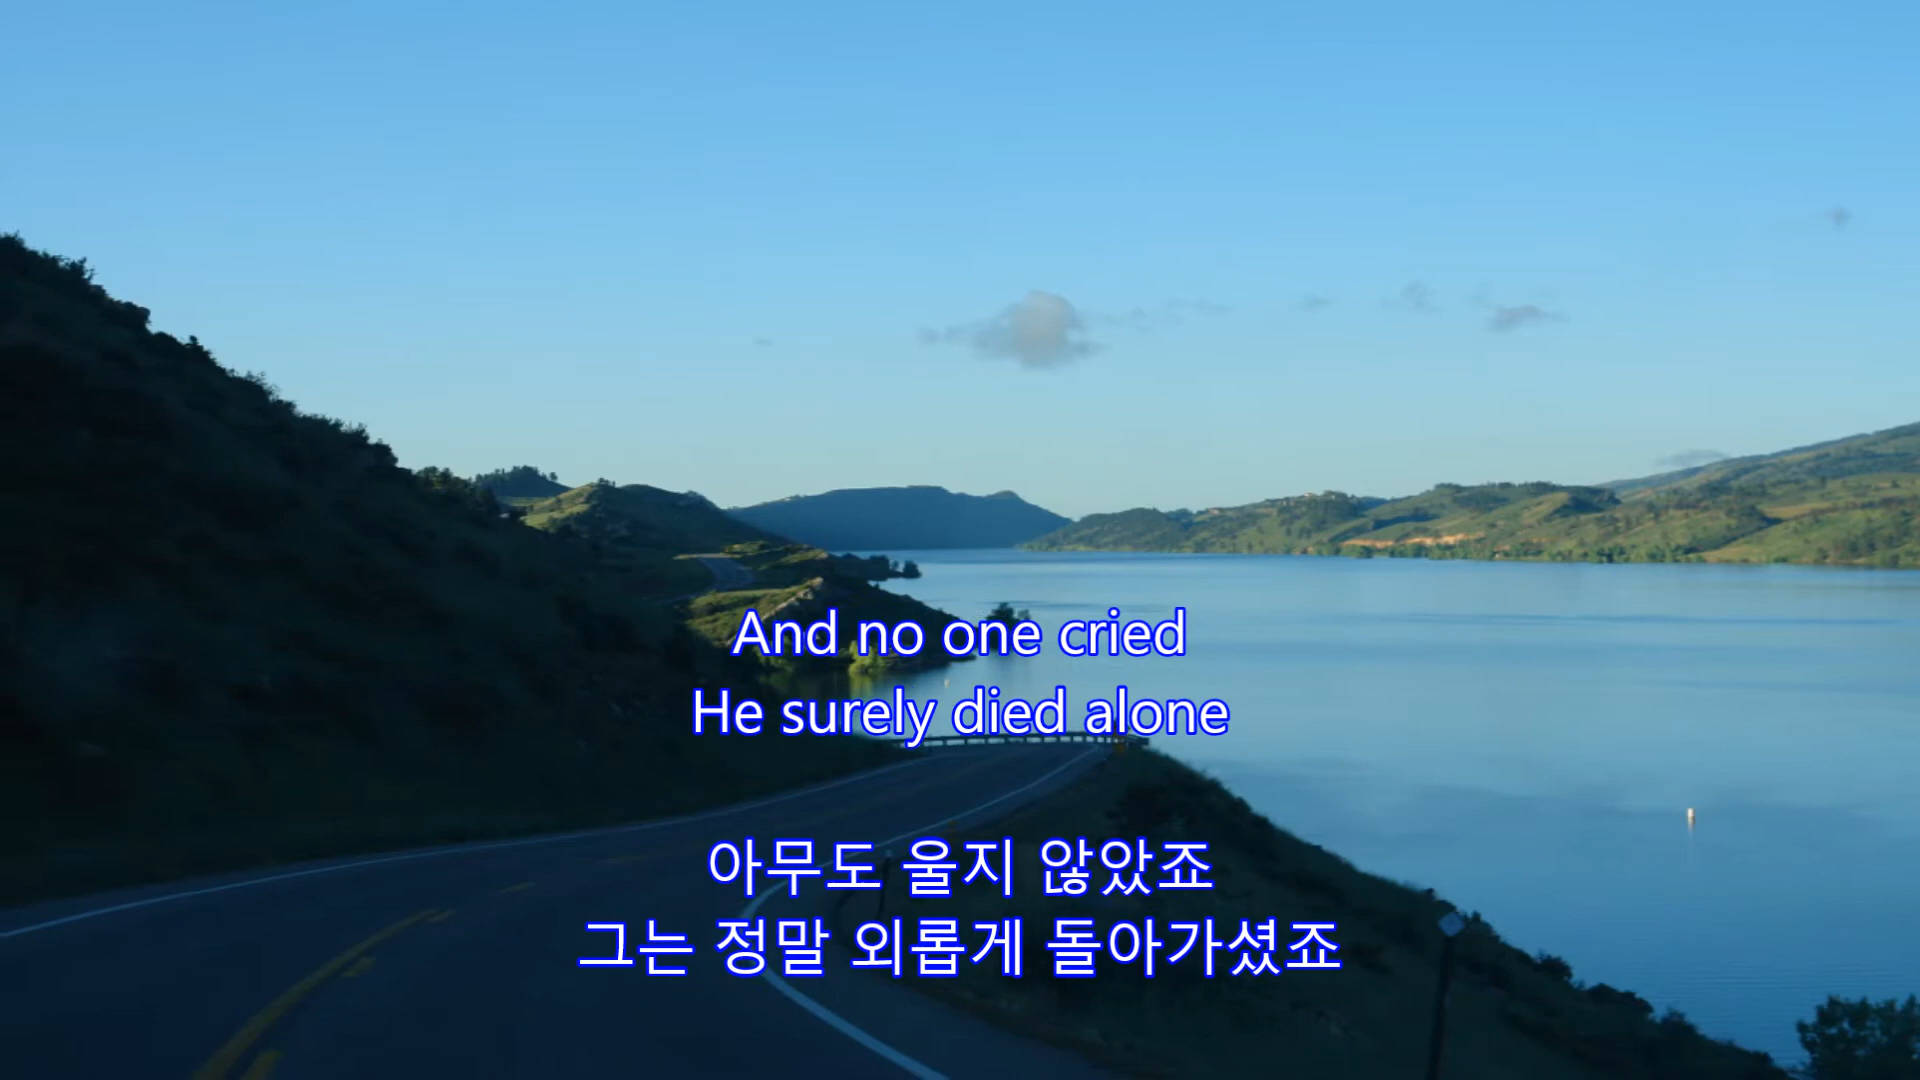 And no one cried
He surely died alone
아무도 울지 않았죠
그는 정말 외롭게 돌아가셨죠